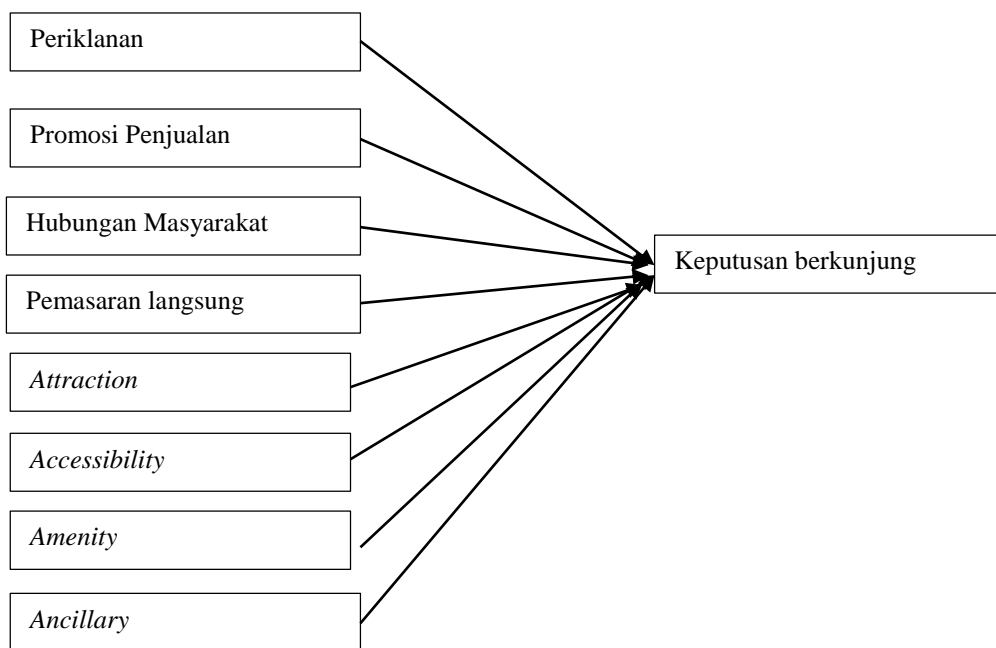 Periklanan
Promosi Penjualan
Hubungan Masyarakat
Keputusan berkunjung
Pemasaran langsung
Attraction
Accessibility
Amenity
Ancillary